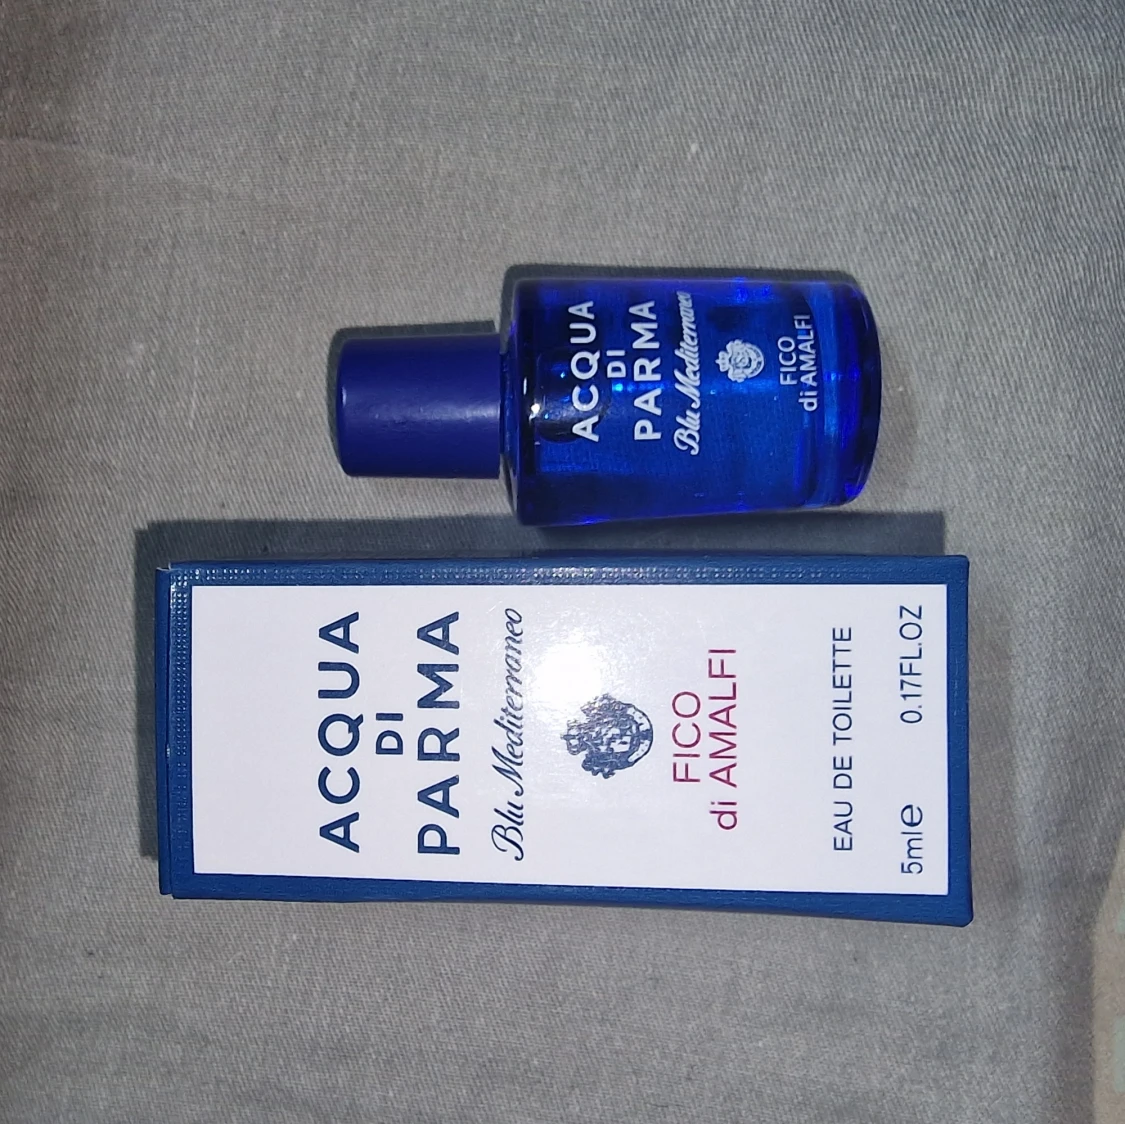 ACQUA
DI
PARMA
Blu Mediterraneo
FICO
di AMALFI
EAU DE TOILETTE
5ml℮ 0.17FL.OZ
ACQUA
DI
PARMA
Blu Mediterraneo
FICO
di AMALFI